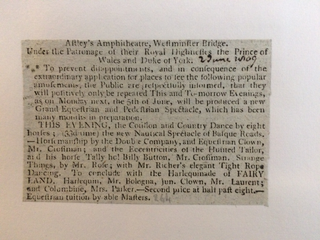 Astley's Amphitheatre, Westminster Bridge.
Under the Patronage of their Royal Highnesses the Prince of
Wales and Duke of York. 2 June 1809
*** To prevent disappointments, and in consequence of the
extraordinary application for places to see the following popular
amusements, the Public are respectfully informed, that they
will positively only be repeated This and To-morrow Evenings,
as on Monday next, the 5th of June, will be produced a new
Grand Equestrian and Pedestrian Spectacle, which has been
many months in preparation.
THIS EVENING, the Cotillon and Country Dance by eight
horses; (33d time) the new Nautical Spectacle of Basque Roads.
—Horsemanship by the Double Company, and Equestrian Clown,
Mr. Crossman; and the Eccentricities of the Hunted Tailor,
and his horse Tally ho! Billy Button, Mr. Crossman. Strange
Things, by Mr. Rose; with Mr. Richer's elegant Tight Rope
Dancing. To conclude with the Harlequinade of FAIRY
LAND. Harlequin, Mr. Bologna, jun. Clown, Mr. Laurent;
and Columbine, Mrs. Parker.—Second price at half past eight.—
Equestrian tuition by able Masters.